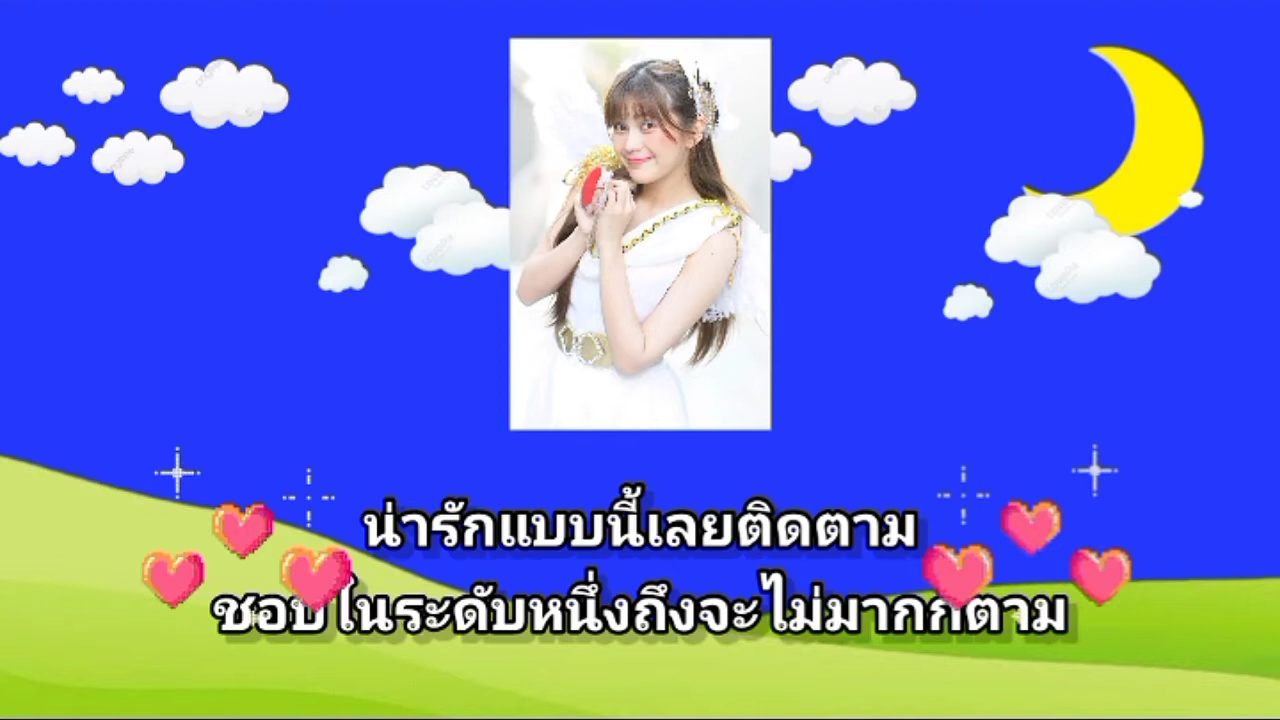 น่ารักแบบนี้เลยติดตาม
ชอบในระดับหนึ่งถึงจะไม่มากก็ตาม